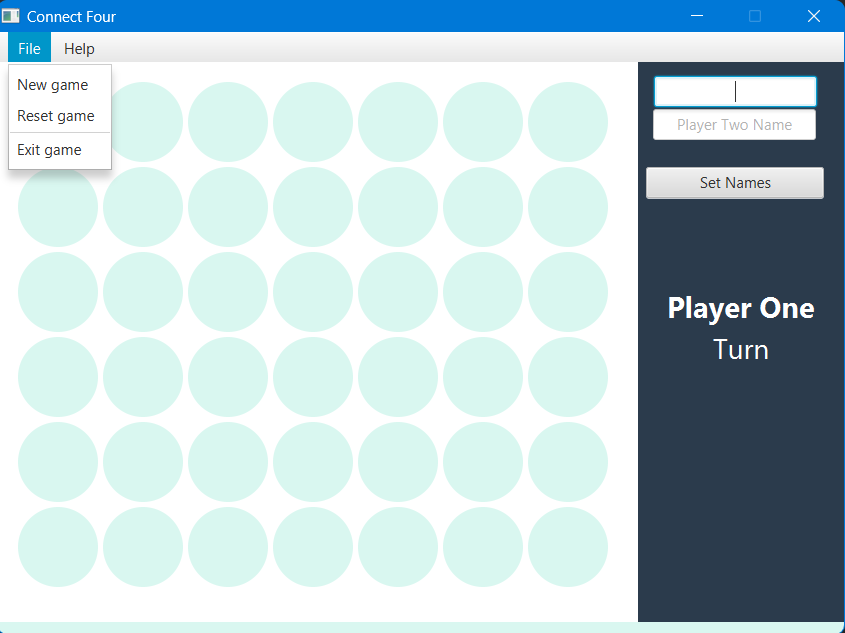 Connect Four
File Help
New game
Reset game
Exit game
Player Two Name
Set Names
Player One
Turn